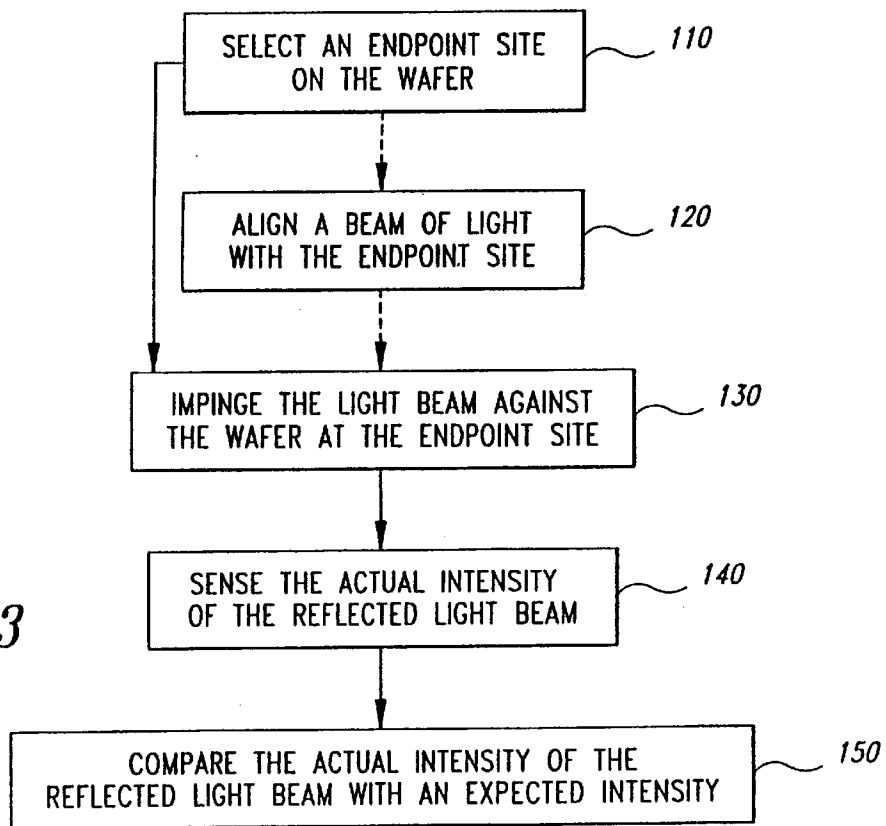 SELECT AN ENDPOINT SITE
ON THE WAFER
110
ALIGN A BEAM OF LIGHT
WITH THE ENDPOINT SITE
120
IMPINGE THE LIGHT BEAM AGAINST
THE WAFER AT THE ENDPOINT SITE
130
SENSE THE ACTUAL INTENSITY
OF THE REFLECTED LIGHT BEAM
140
3
COMPARE THE ACTUAL INTENSITY OF THE
REFLECTED LIGHT BEAM WITH AN EXPECTED INTENSITY
150